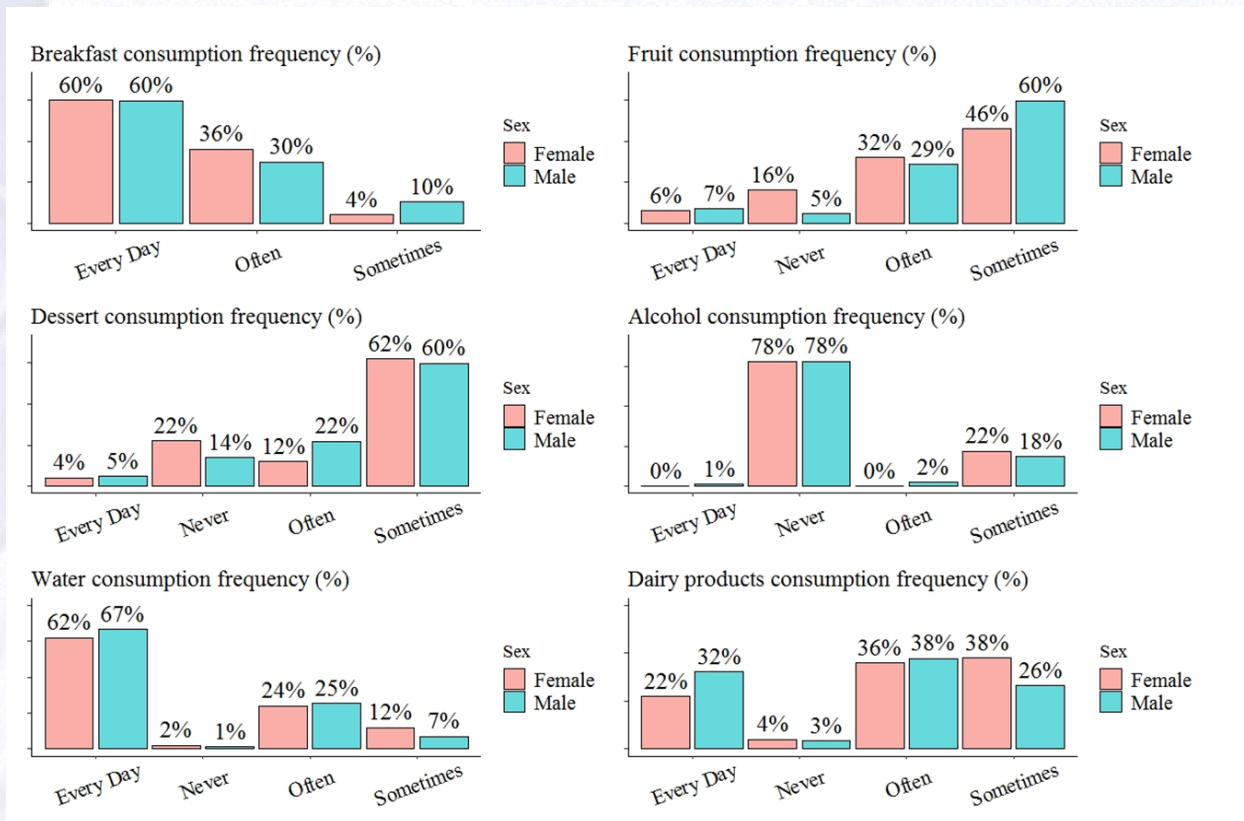 Breakfast consumption frequency (%)
60% 60%
36%
30%
4%
10%
Every Day
Often
Sometimes
Sex
Female
Male
Fruit consumption frequency (%)
6%
7%
16%
5%
32%
29%
46%
60%
Every Day
Never
Often
Sometimes
Sex
Female
Male
Dessert consumption frequency (%)
4%
5%
22%
14%
12%
22%
62%
60%
Every Day
Never
Often
Sometimes
Sex
Female
Male
Alcohol consumption frequency (%)
0%
1%
78% 78%
0%
2%
22%
18%
Every Day
Never
Often
Sometimes
Sex
Female
Male
Water consumption frequency (%)
62%
67%
2%
1%
24%
25%
12%
7%
Every Day
Never
Often
Sometimes
Sex
Female
Male
Dairy products consumption frequency (%)
22%
32%
4%
3%
36%
38%
38%
26%
Every Day
Never
Often
Sometimes
Sex
Female
Male